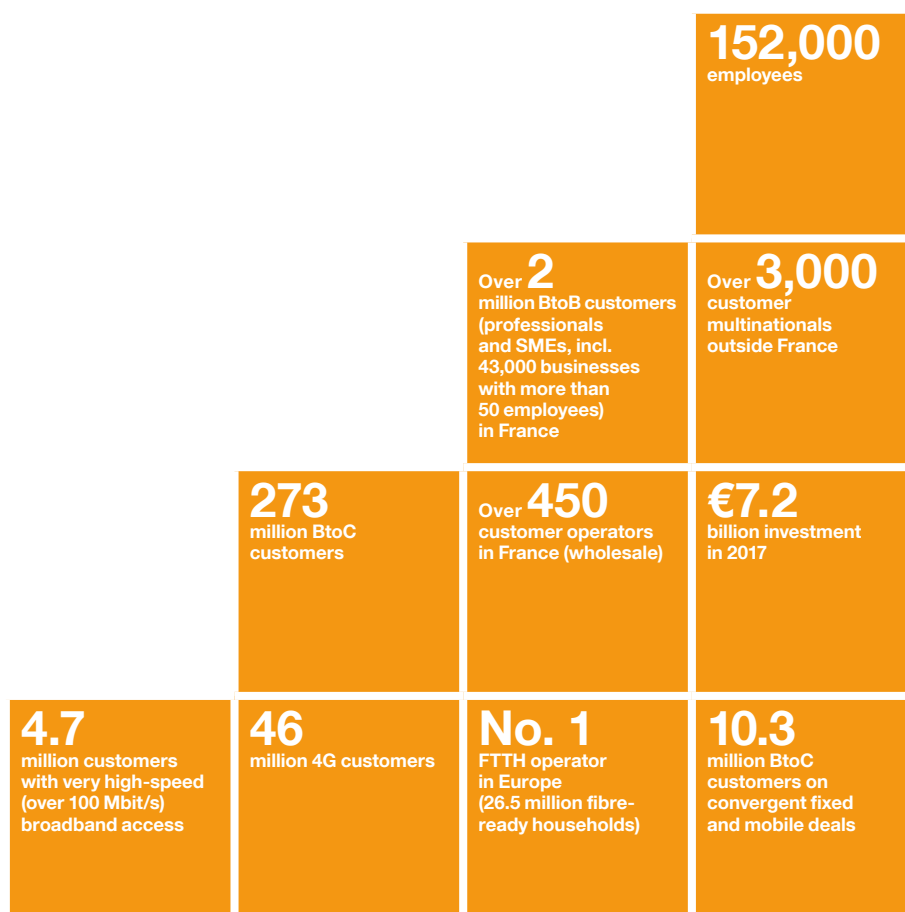 152,000
employees
Over 2
million BtoB customers
(professionals
and SMEs, incl.
43,000 businesses
with more than
50 employees)
in France
Over 3,000
customer
multinationals
outside France
273
million BtoC
customers
Over 450
customer operators
in France (wholesale)
€7.2
billion investment
in 2017
4.7
million customers
with very high-speed
(over 100 Mbit/s)
broadband access
46
million 4G customers
No. 1
FTTH operator
in Europe
(26.5 million fibre-
ready households)
10.3
million BtoC
customers on
convergent fixed
and mobile deals